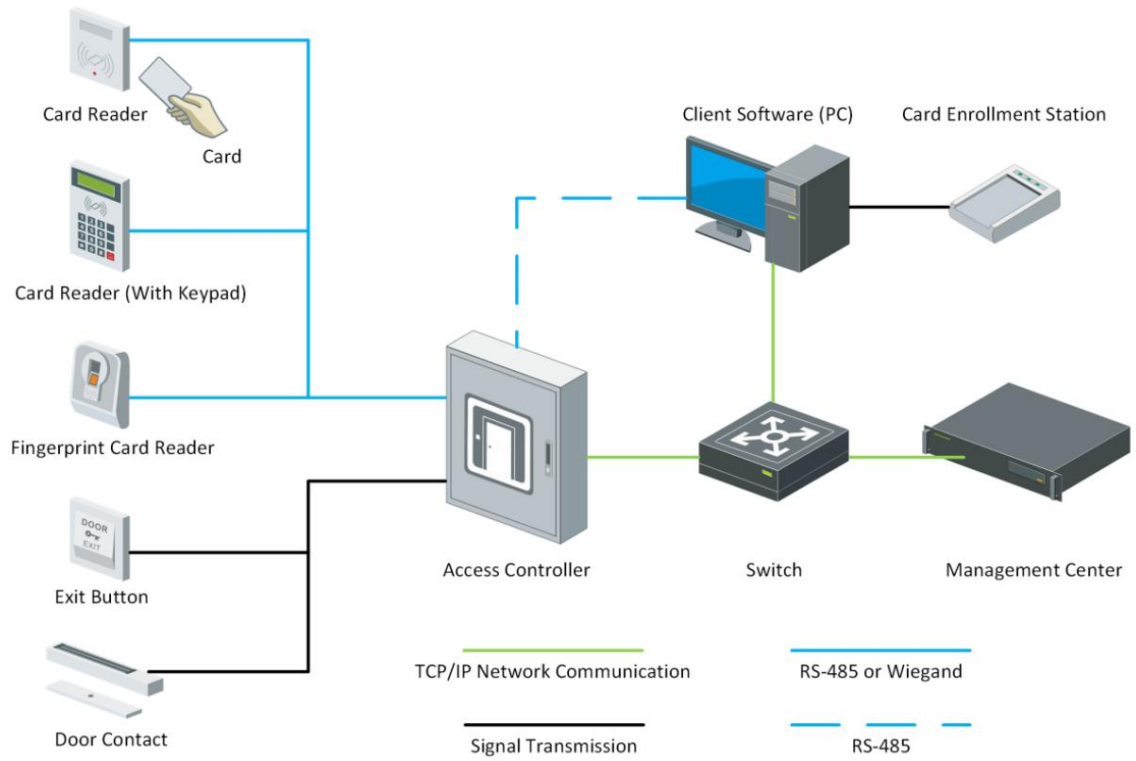 Card Reader
Card
Card Reader (With Keypad)
Fingerprint Card Reader
DOOR
EXIT
Exit Button
Door Contact
Client Software (PC)
Card Enrollment Station
Access Controller
Switch
Management Center
TCP/IP Network Communication
RS-485 or Wiegand
Signal Transmission
RS-485